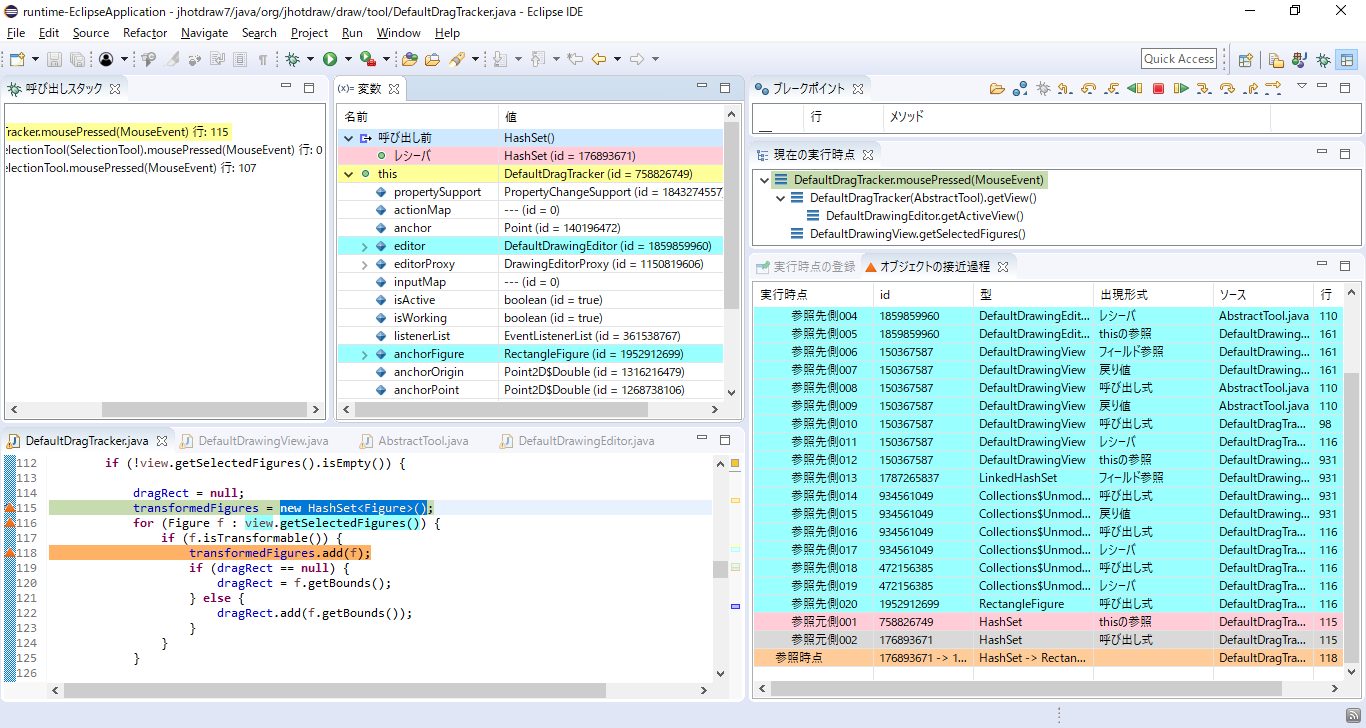 runtime-EclipseApplication - jhotdraw7/java/org/jhotdraw/draw/tool/DefaultDragTracker.java - Eclipse IDE
File Edit Source Refactor Navigate Search Project Run Window Help
Quick Access
呼び出しスタック
Tracker.mousePressed(MouseEvent) 行: 115
electionTool(SelectionTool).mousePressed(MouseEvent) 行: 0
electionTool.mousePressed(MouseEvent) 行: 107
(x)= 変数
名前 値
呼び出し前 HashSet()
レシーバ HashSet (id = 176893671)
this DefaultDragTracker (id = 758826749)
propertySupport PropertyChangeSupport (id = 1843274557
actionMap --- (id = 0)
anchor Point (id = 140196472)
editor DefaultDrawingEditor (id = 1859859960)
editorProxy DrawingEditorProxy (id = 1150819606)
inputMap --- (id = 0)
isActive boolean (id = true)
isWorking boolean (id = true)
listenerList EventListenerList (id = 361538767)
anchorFigure RectangleFigure (id = 1952912699)
anchorOrigin Point2D$Double (id = 1316216479)
anchorPoint Point2D$Double (id = 1268738106)
ブレークポイント
行 メソッド
現在の実行時点
DefaultDragTracker.mousePressed(MouseEvent)
DefaultDragTracker(AbstractTool).getView()
DefaultDrawingEditor.getActiveView()
DefaultDrawingView.getSelectedFigures()
実行時点の登録 オブジェクトの接近過程
実行時点 id 型 出現形式 ソース 行
参照先側004 1859859960 DefaultDrawingEdit... レシーバ AbstractTool.java 110
参照先側005 1859859960 DefaultDrawingEdit... thisの参照 DefaultDrawing... 161
参照先側006 150367587 DefaultDrawingView フィールド参照 DefaultDrawing... 161
参照先側007 150367587 DefaultDrawingView 戻り値 DefaultDrawing... 161
参照先側008 150367587 DefaultDrawingView 呼び出し式 AbstractTool.java 110
参照先側009 150367587 DefaultDrawingView 戻り値 AbstractTool.java 110
参照先側010 150367587 DefaultDrawingView 呼び出し式 DefaultDragTra... 98
参照先側011 150367587 DefaultDrawingView レシーバ DefaultDragTra... 116
参照先側012 150367587 DefaultDrawingView thisの参照 DefaultDrawing... 931
参照先側013 1787265837 LinkedHashSet フィールド参照 DefaultDrawing... 931
参照先側014 934561049 Collections$Unmod... 呼び出し式 DefaultDrawing... 931
参照先側015 934561049 Collections$Unmod... 戻り値 DefaultDrawing... 931
参照先側016 934561049 Collections$Unmod... 呼び出し式 DefaultDragTra... 116
参照先側017 934561049 Collections$Unmod... レシーバ DefaultDragTra... 116
参照先側018 472156385 Collections$Unmod... 呼び出し式 DefaultDragTra... 116
参照先側019 472156385 Collections$Unmod... レシーバ DefaultDragTra... 116
参照先側020 1952912699 RectangleFigure 呼び出し式 DefaultDragTra... 116
参照元側001 758826749 HashSet thisの参照 DefaultDragTra... 115
参照元側002 176893671 HashSet 呼び出し式 DefaultDragTra... 115
参照時点 176893671 -> 1... HashSet -> Rectan... DefaultDragTra... 118
DefaultDragTracker.java DefaultDrawingView.java AbstractTool.java DefaultDrawingEditor.java
112 if (!view.getSelectedFigures().isEmpty()) {
113
114 dragRect = null;
115 transformedFigures = new HashSet<Figure>();
116 for (Figure f : view.getSelectedFigures()) {
117 if (f.isTransformable()) {
118 transformedFigures.add(f);
119 if (dragRect == null) {
120 dragRect = f.getBounds();
121 } else {
122 dragRect.add(f.getBounds());
123 }
124 }
125 }
126